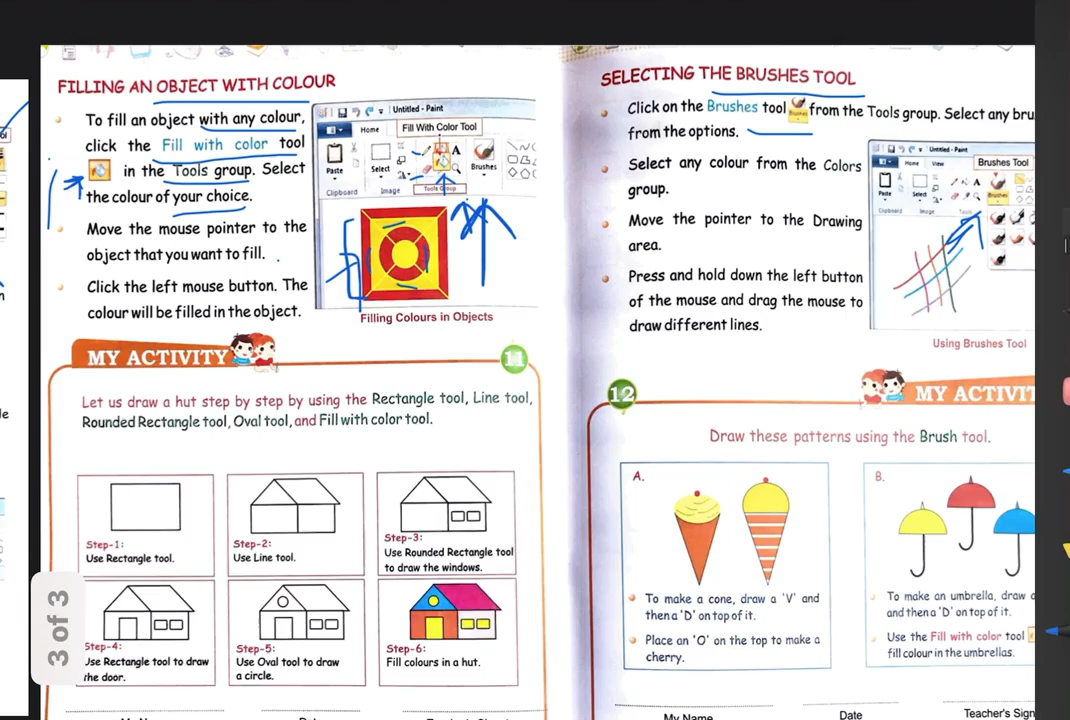 FILLING AN OBJECT WITH COLOUR
To fill an object with any colour,
click the Fill with color tool
in the Tools group. Select
the colour of your choice.
Move the mouse pointer to the
object that you want to fill.
Click the left mouse button. The
colour will be filled in the object.
Untitled - Paint
Home
Fill With Color Tool
Paste
Select
Brushes
Clipboard
Image
Tools Group
Filling Colours in Objects
MY ACTIVITY
11
Let us draw a hut step by step by using the Rectangle tool, Line tool,
Rounded Rectangle tool, Oval tool, and Fill with color tool.
Step-1:
Use Rectangle tool.
Step-2:
Use Line tool.
Step-3:
Use Rounded Rectangle tool
to draw the windows.
Step-4:
Use Rectangle tool to draw
the door.
Step-5:
Use Oval tool to draw
a circle.
Step-6:
Fill colours in a hut.
3 of 3
SELECTING THE BRUSHES TOOL
Click on the Brushes tool from the Tools group. Select any bru
from the options.
Select any colour from the Colors
group.
Move the pointer to the Drawing
area.
Press and hold down the left button
of the mouse and drag the mouse to
draw different lines.
Untitled - Paint
Home
View
Brushes Tool
Paste
Select
Brushes
Clipboard
Image
Tools
Using Brushes Tool
12
MY ACTIVIT
Draw these patterns using the Brush tool.
A.
To make a cone, draw a 'V' and
then a 'D' on top of it.
Place an 'O' on the top to make a
cherry.
B.
To make an umbrella, draw a
and then a 'D' on top of it.
Use the Fill with color tool
fill colour in the umbrellas.
My Name
Date
Teacher's Sign